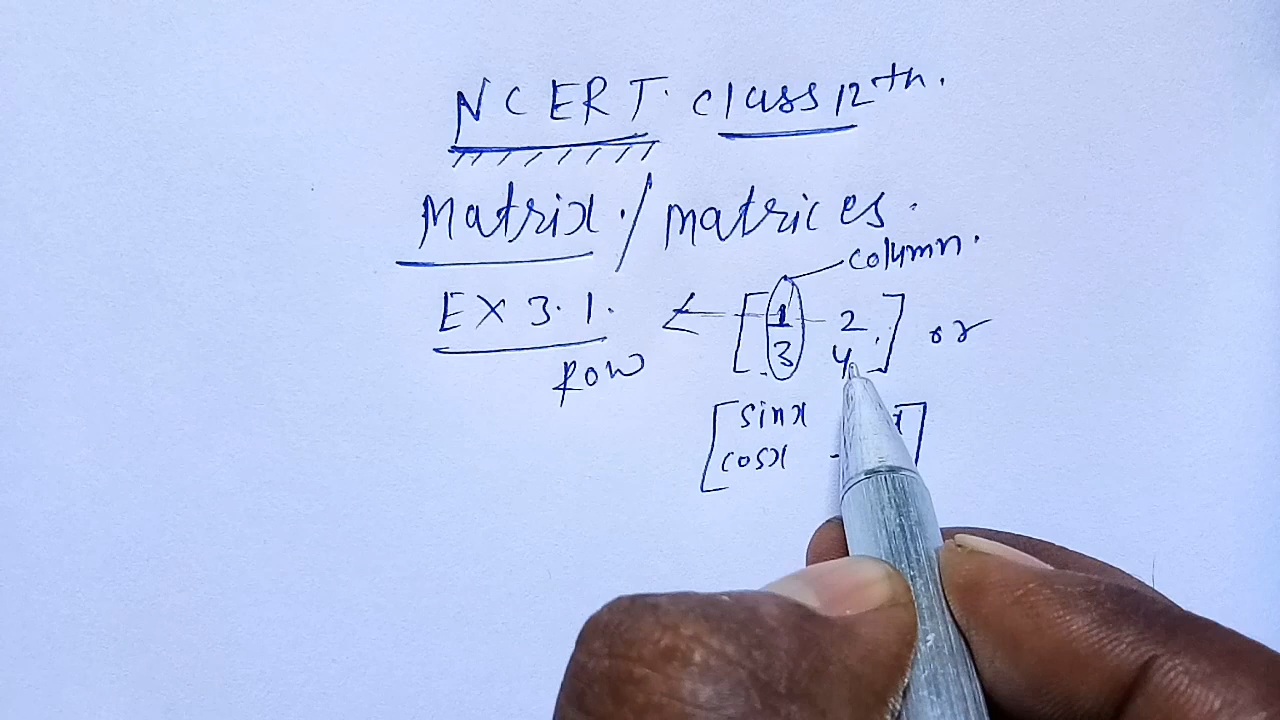 NCERT. class 12th.
Matrix. / matrices.
column.
EX 3.1. ← [1 2] or
Row [3 4]
[sinx x]
[cosx -